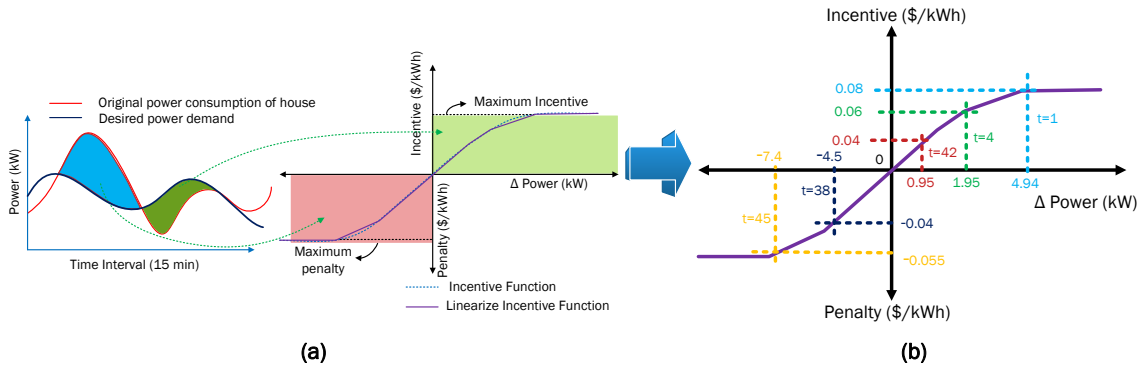 Original power consumption of house
Desired power demand
Power (kW)
Time Interval (15 min)
Incentive ($/kWh)
Maximum Incentive
Δ Power (kW)
Penalty ($/kWh)
Maximum
penalty
Incentive Function
Linearize Incentive Function
(a)
Incentive ($/kWh)
0.08
0.06
0.04
t=1
t=4
t=42
-7.4
-4.5
0
0.95
1.95
4.94
Δ Power (kW)
t=38
t=45
-0.04
-0.055
Penalty ($/kWh)
(b)